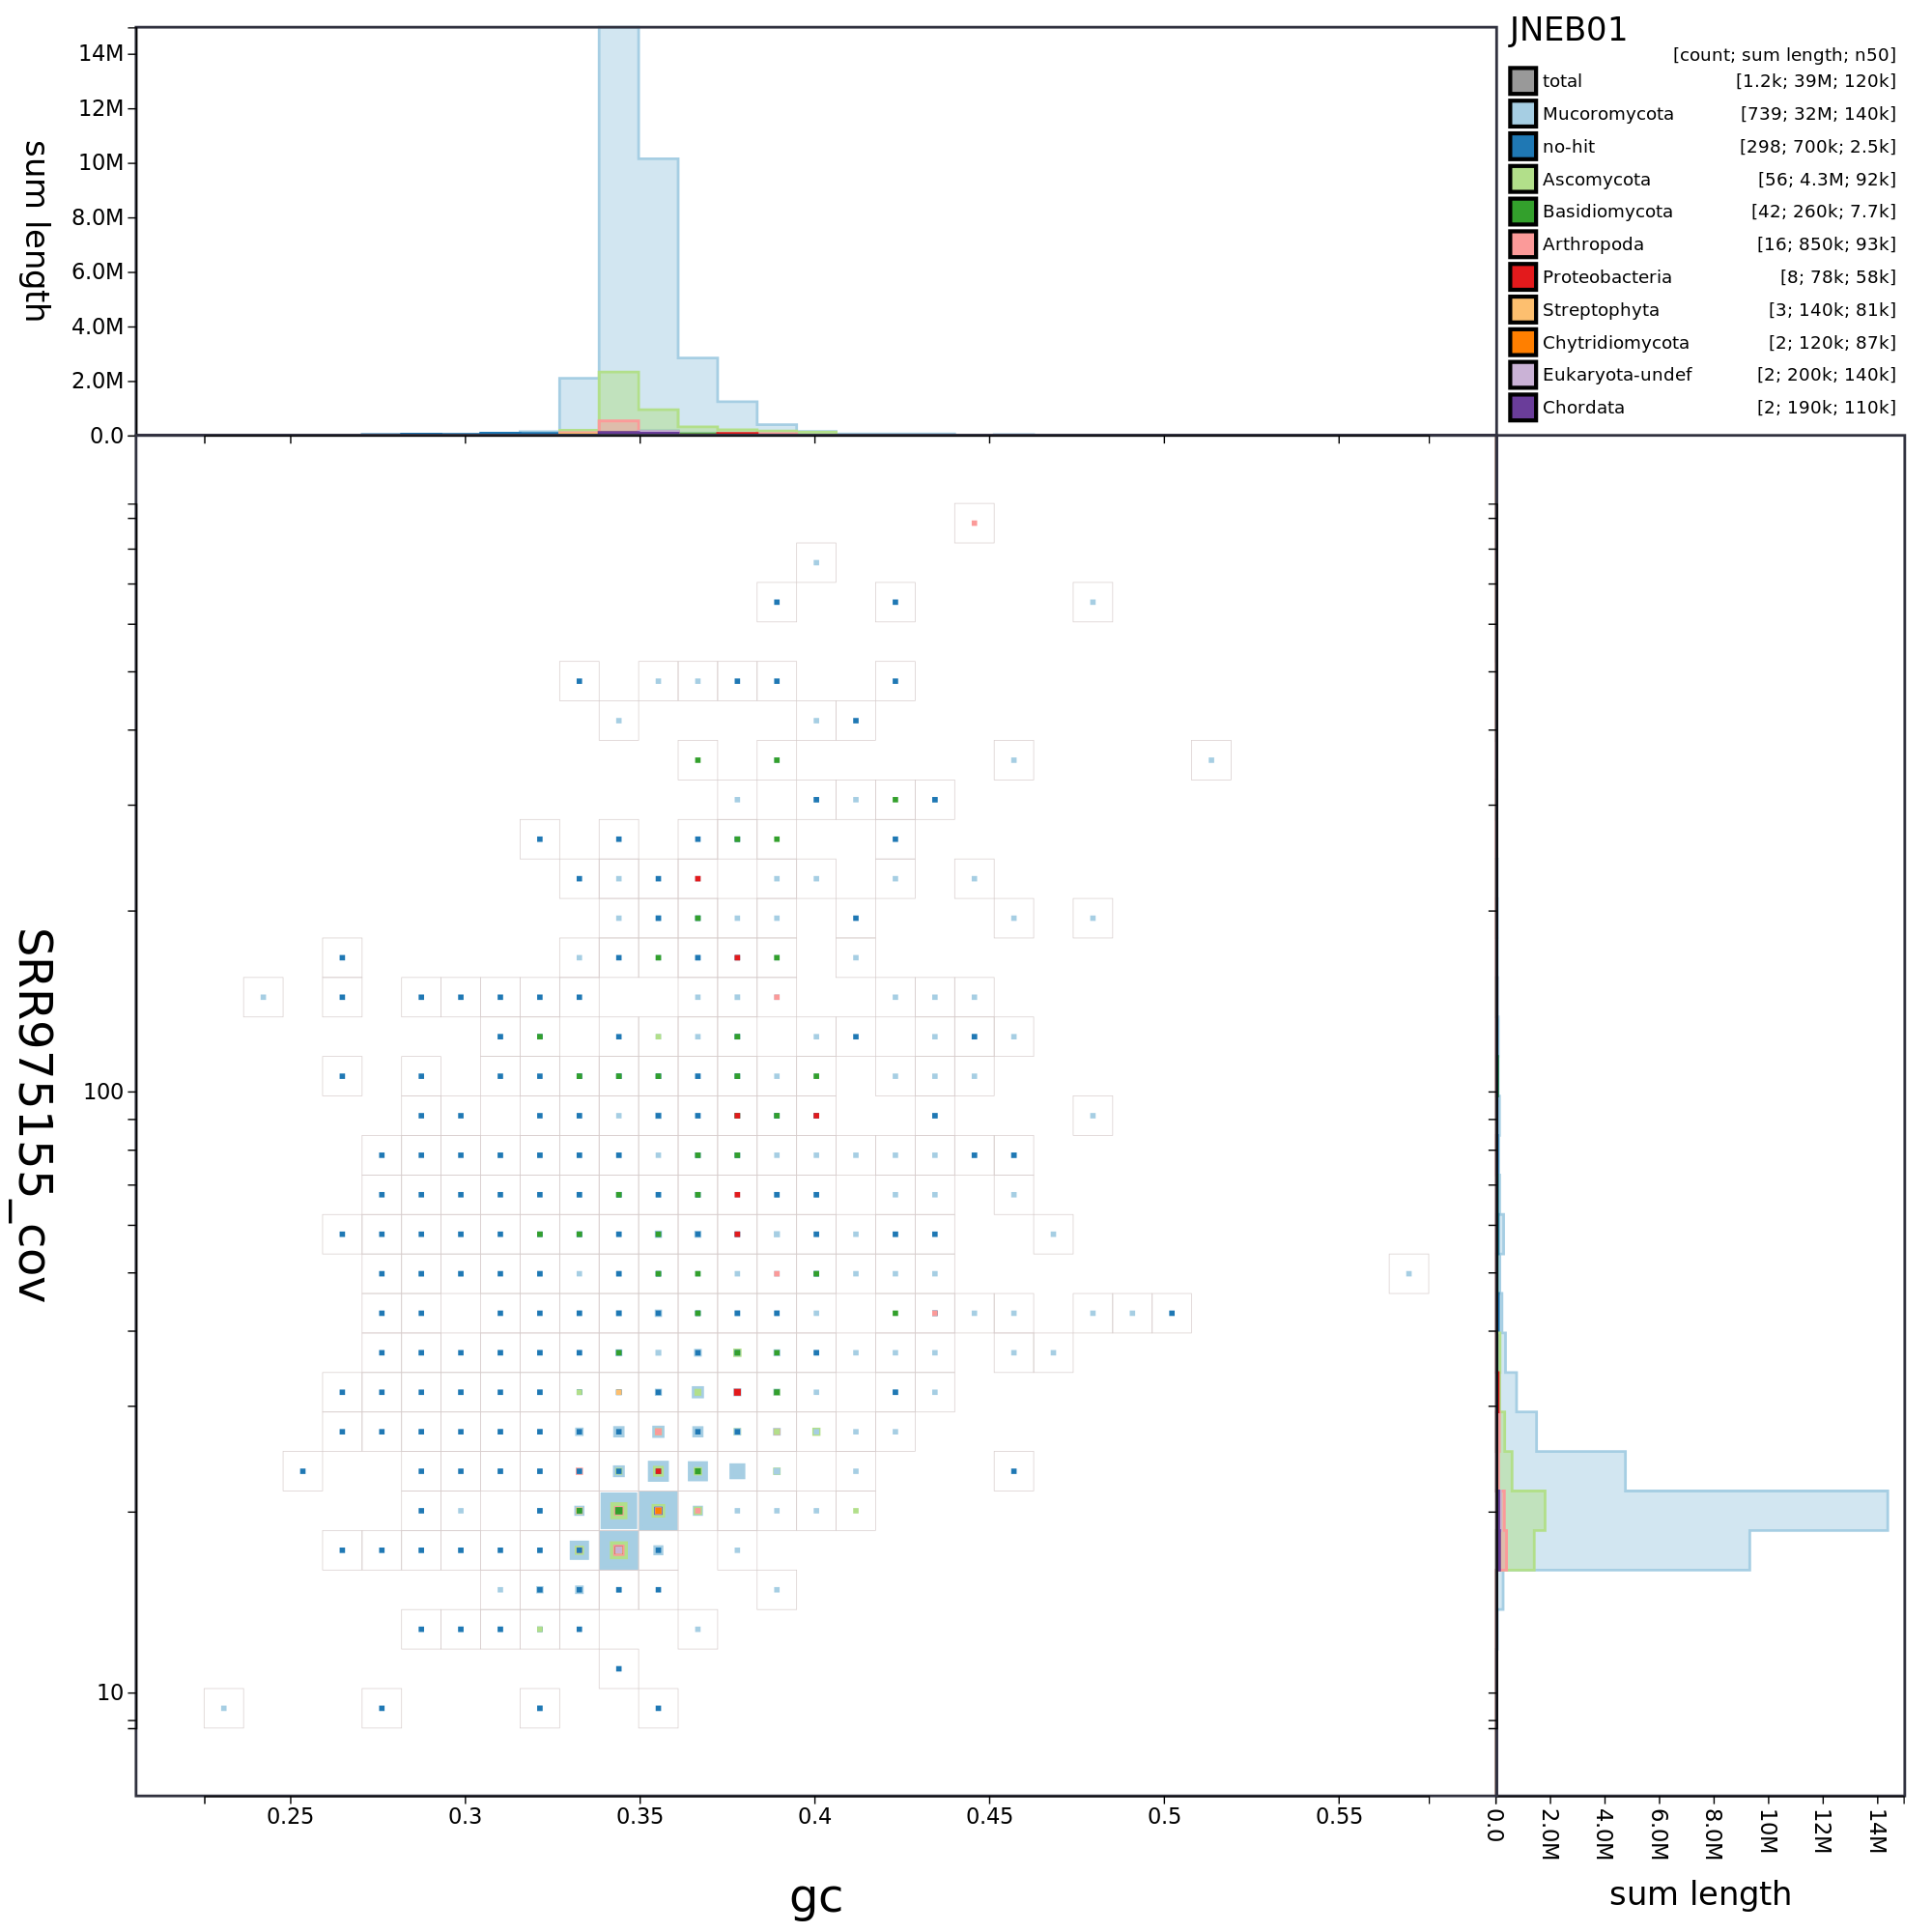 JNEB01
[count; sum length; n50]
total [1.2k; 39M; 120k]
Mucoromycota [739; 32M; 140k]
no-hit [298; 700k; 2.5k]
Ascomycota [56; 4.3M; 92k]
Basidiomycota [42; 260k; 7.7k]
Arthropoda [16; 850k; 93k]
Proteobacteria [8; 78k; 58k]
Streptophyta [3; 140k; 81k]
Chytridiomycota [2; 120k; 87k]
Eukaryota-undef [2; 200k; 140k]
Chordata [2; 190k; 110k]
sum length
14M
12M
10M
8.0M
6.0M
4.0M
2.0M
0.0
SRR975155_cov
100
10
0.25 0.3 0.35 0.4 0.45 0.5 0.55
gc
0.0 2.0M 4.0M 6.0M 8.0M 10M 12M 14M
sum length